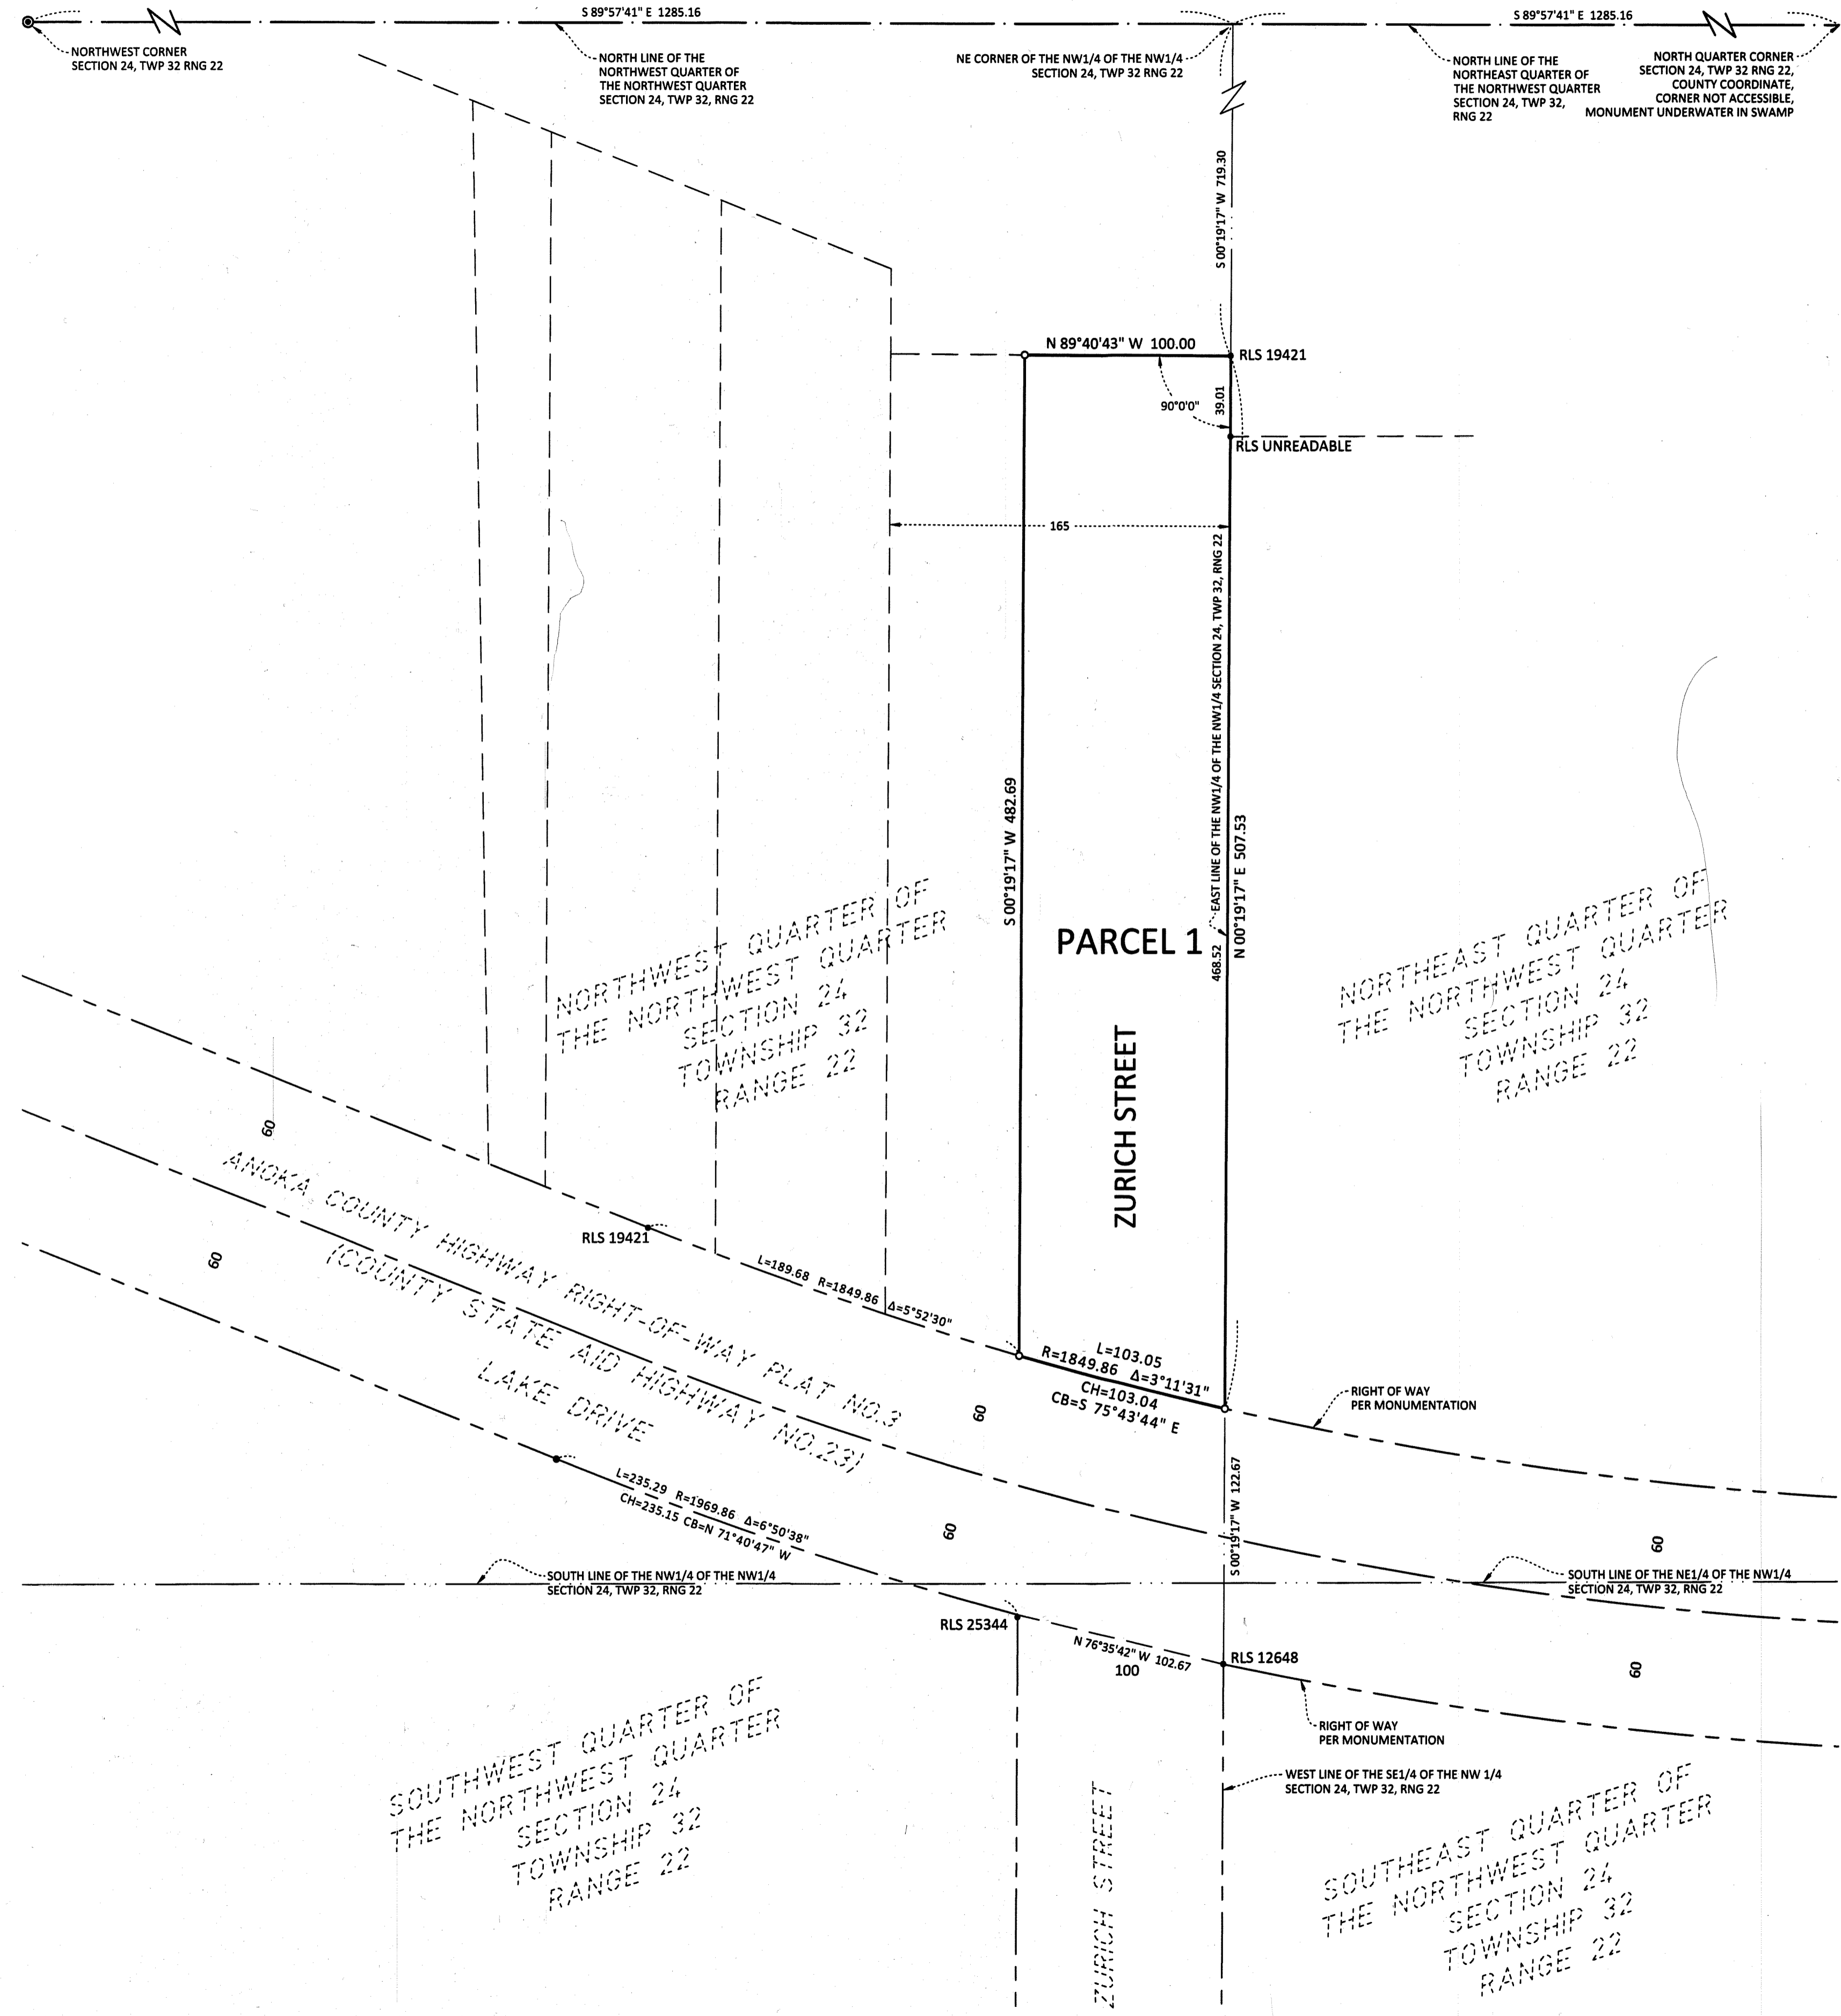 S 89°57'41" E 1285.16
S 89°57'41" E 1285.16
NORTHWEST CORNER
SECTION 24, TWP 32 RNG 22
NORTH LINE OF THE
NORTHWEST QUARTER OF
THE NORTHWEST QUARTER
SECTION 24, TWP 32, RNG 22
NE CORNER OF THE NW1/4 OF THE NW1/4
SECTION 24, TWP 32 RNG 22
NORTH LINE OF THE
NORTHEAST QUARTER OF
THE NORTHWEST QUARTER
SECTION 24, TWP 32,
RNG 22
NORTH QUARTER CORNER
SECTION 24, TWP 32 RNG 22,
COUNTY COORDINATE,
CORNER NOT ACCESSIBLE,
MONUMENT UNDERWATER IN SWAMP
S 00°19'17" W 719.30
N 89°40'43" W 100.00
RLS 19421
39.01
90°0'0"
RLS UNREADABLE
165
EAST LINE OF THE NW1/4 OF THE NW1/4 SECTION 24, TWP 32, RNG 22
S 00°19'17" W 482.69
N 00°19'17" E 507.53
468.52
PARCEL 1
ZURICH STREET
NORTHWEST QUARTER OF
THE NORTHWEST QUARTER
SECTION 24
TOWNSHIP 32
RANGE 22
NORTHEAST QUARTER OF
THE NORTHWEST QUARTER
SECTION 24
TOWNSHIP 32
RANGE 22
60
60
ANOKA COUNTY HIGHWAY RIGHT-OF-WAY PLAT NO.3
(COUNTY STATE AID HIGHWAY NO.23)
LAKE DRIVE
RLS 19421
L=189.68 R=1849.86 Δ=5°52'30"
L=103.05
R=1849.86 Δ=3°11'31"
CH=103.04
CB=S 75°43'44" E
60
RIGHT OF WAY
PER MONUMENTATION
L=235.29 R=1969.86 Δ=6°50'38"
CH=235.15 CB=N 71°40'47" W
60
S 00°19'17" W 122.67
60
SOUTH LINE OF THE NW1/4 OF THE NW1/4
SECTION 24, TWP 32, RNG 22
SOUTH LINE OF THE NE1/4 OF THE NW1/4
SECTION 24, TWP 32, RNG 22
RLS 25344
N 76°35'42" W 102.67
100
RLS 12648
60
RIGHT OF WAY
PER MONUMENTATION
WEST LINE OF THE SE1/4 OF THE NW 1/4
SECTION 24, TWP 32, RNG 22
SOUTHWEST QUARTER OF
THE NORTHWEST QUARTER
SECTION 24
TOWNSHIP 32
RANGE 22
ZURICH STREET
SOUTHEAST QUARTER OF
THE NORTHWEST QUARTER
SECTION 24
TOWNSHIP 32
RANGE 22